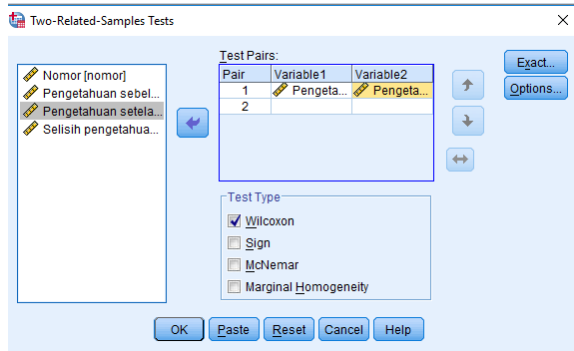 Two-Related-Samples Tests
Test Pairs:
Nomor [nomor]
Pengetahuan sebel...
Pengetahuan setela...
Selisih pengetahua...
Pair Variable1 Variable2
1 Pengeta... Pengeta...
2
Exact...
Options...
Test Type
Wilcoxon
Sign
McNemar
Marginal Homogeneity
OK Paste Reset Cancel Help